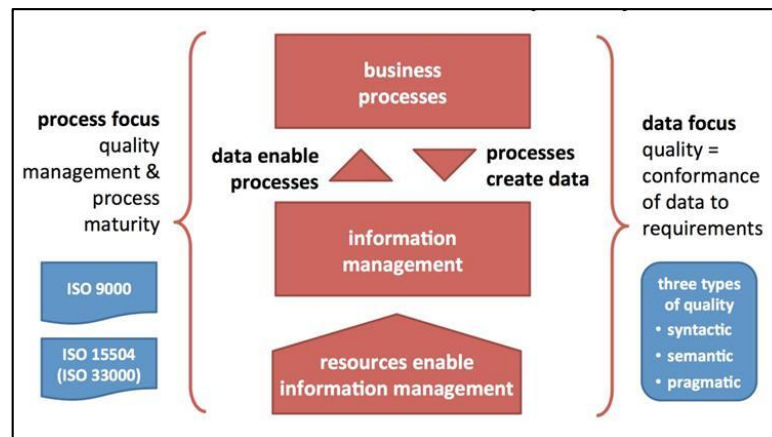 business
processes
process focus
quality
management &
process
maturity
data enable
processes
processes
create data
data focus
quality =
conformance
of data to
requirements
information
management
ISO 9000
ISO 15504
(ISO 33000)
three types
of quality
• syntactic
• semantic
• pragmatic
resources enable
information management